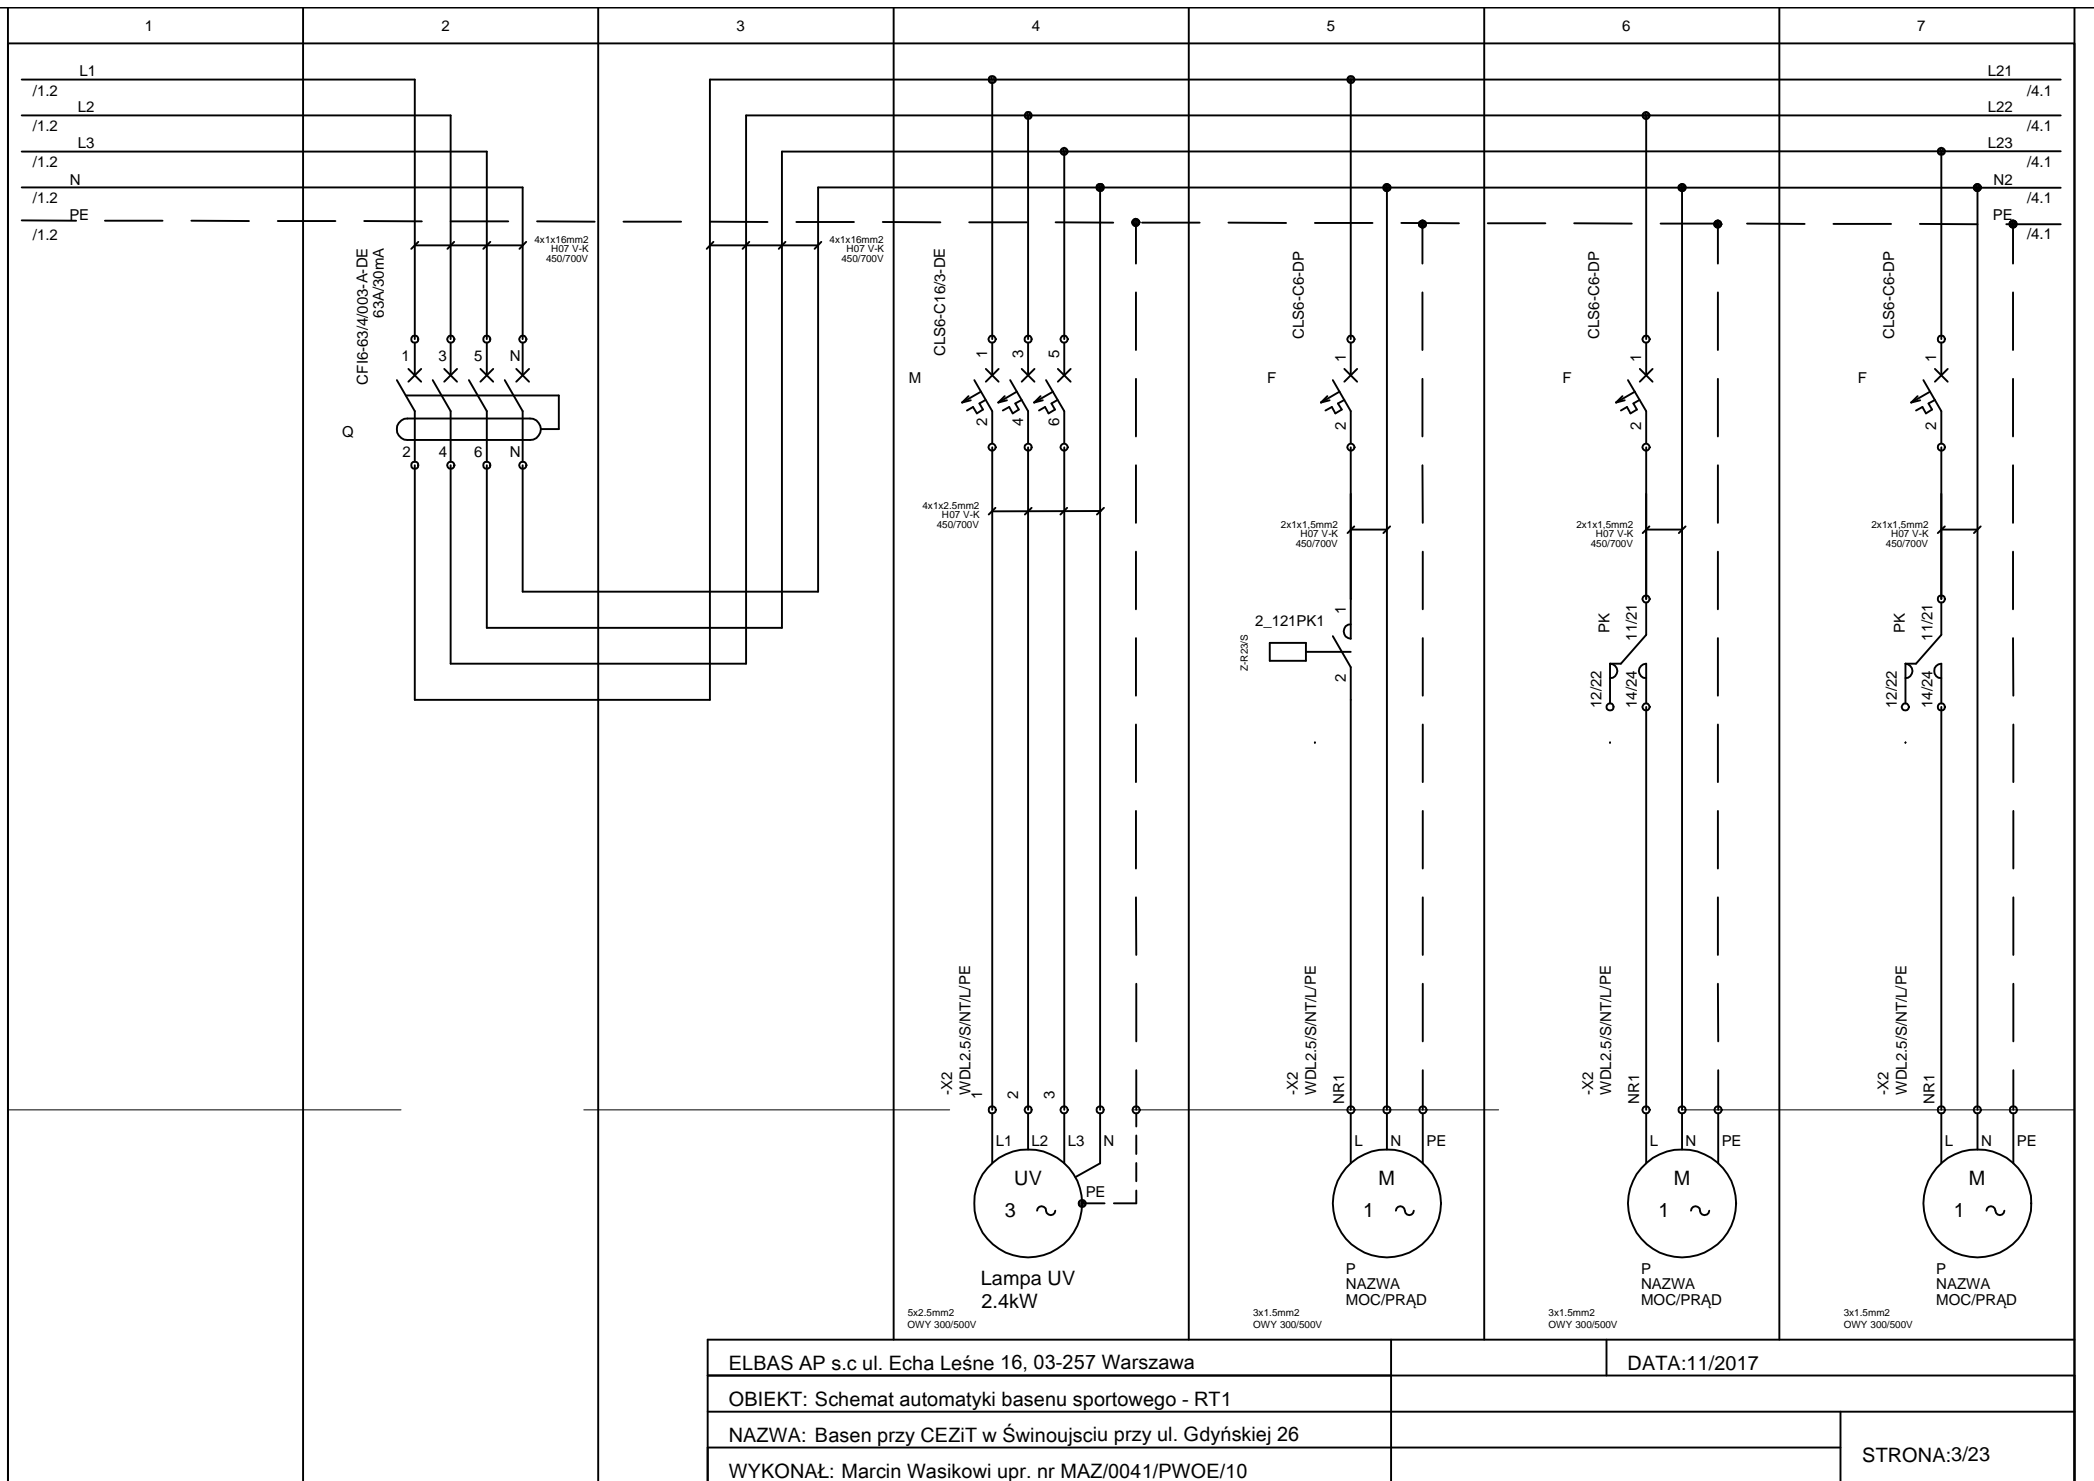 1 2 3 4 5 6 7
L1
/1.2
L2
/1.2
L3
/1.2
N
/1.2
PE
/1.2
L21
/4.1
L22
/4.1
L23
/4.1
N2
/4.1
PE
/4.1
CFI6-63/4/003-A-DE
63A/30mA
4x1x16mm2
H07 V-K
450/700V
1 3 5 N
Q
2 4 6 N
4x1x16mm2
H07 V-K
450/700V
CLS6-C16/3-DE
M
1 3 5
2 4 6
4x1x2.5mm2
H07 V-K
450/700V
-X2
WDL2.5/S/NT/L/PE
1 2 3
L1 L2 L3 N
UV
3 ~
PE
Lampa UV
2.4kW
5x2.5mm2
OWY 300/500V
CLS6-C6-DP
F
1
2
2x1x1,5mm2
H07 V-K
450/700V
2_121PK1
Z-R23/S
1
2
-X2
WDL2.5/S/NT/L/PE
NR1
L N PE
M
1 ~
P
NAZWA
MOC/PRĄD
3x1.5mm2
OWY 300/500V
CLS6-C6-DP
F
1
2
2x1x1,5mm2
H07 V-K
450/700V
PK
11/21
12/22
14/24
-X2
WDL2.5/S/NT/L/PE
NR1
L N PE
M
1 ~
P
NAZWA
MOC/PRĄD
3x1.5mm2
OWY 300/500V
CLS6-C6-DP
F
1
2
2x1x1,5mm2
H07 V-K
450/700V
PK
11/21
12/22
14/24
-X2
WDL2.5/S/NT/L/PE
NR1
L N PE
M
1 ~
P
NAZWA
MOC/PRĄD
3x1.5mm2
OWY 300/500V
ELBAS AP s.c ul. Echa Leśne 16, 03-257 Warszawa
DATA:11/2017
OBIEKT: Schemat automatyki basenu sportowego - RT1
NAZWA: Basen przy CEZiT w Świnoujsciu przy ul. Gdyńskiej 26
WYKONAŁ: Marcin Wasikowi upr. nr MAZ/0041/PWOE/10
STRONA:3/23